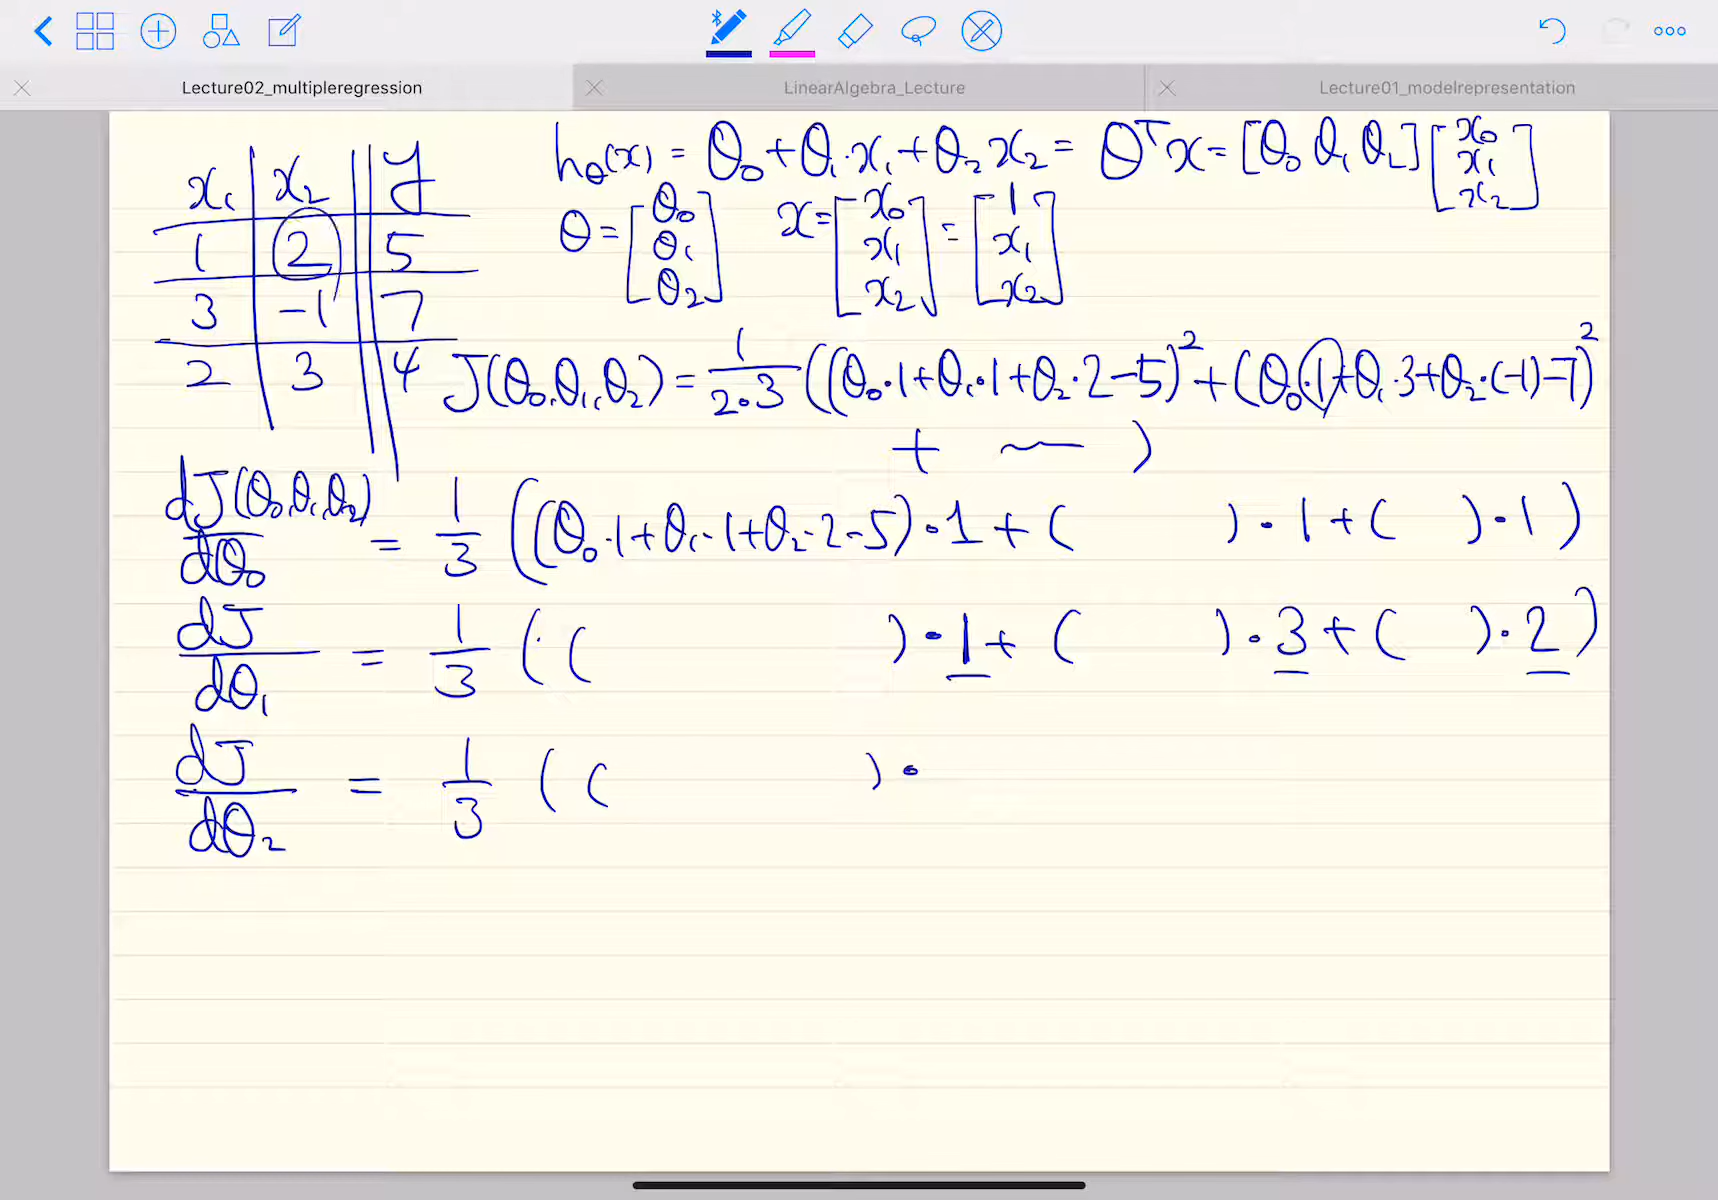 Lecture02_multipleregression
LinearAlgebra_Lecture
Lecture01_modelrepresentation
x₁ x₂ y
1 2 5
3 -1 7
2 3 4
h_θ(x) = θ₀+θ₁·x₁+θ₂x₂ = θᵀx = [θ₀ θ₁ θ₂] [x₀ x₁ x₂]
θ = [θ₀ θ₁ θ₂] x = [x₀ x₁ x₂] = [1 x₁ x₂]
J(θ₀,θ₁,θ₂) = 1/2·3 ((θ₀·1+θ₁·1+θ₂·2-5)² + (θ₀·1+θ₁·3+θ₂·(-1)-7)²
+ ~ )
dJ(θ₀,θ₁,θ₂)/dθ₀ = 1/3 ((θ₀·1+θ₁·1+θ₂·2-5)·1 + ( )·1 + ( )·1)
dJ/dθ₁ = 1/3 (( )·1 + ( )·3 + ( )·2)
dJ/dθ₂ = 1/3 (( )·